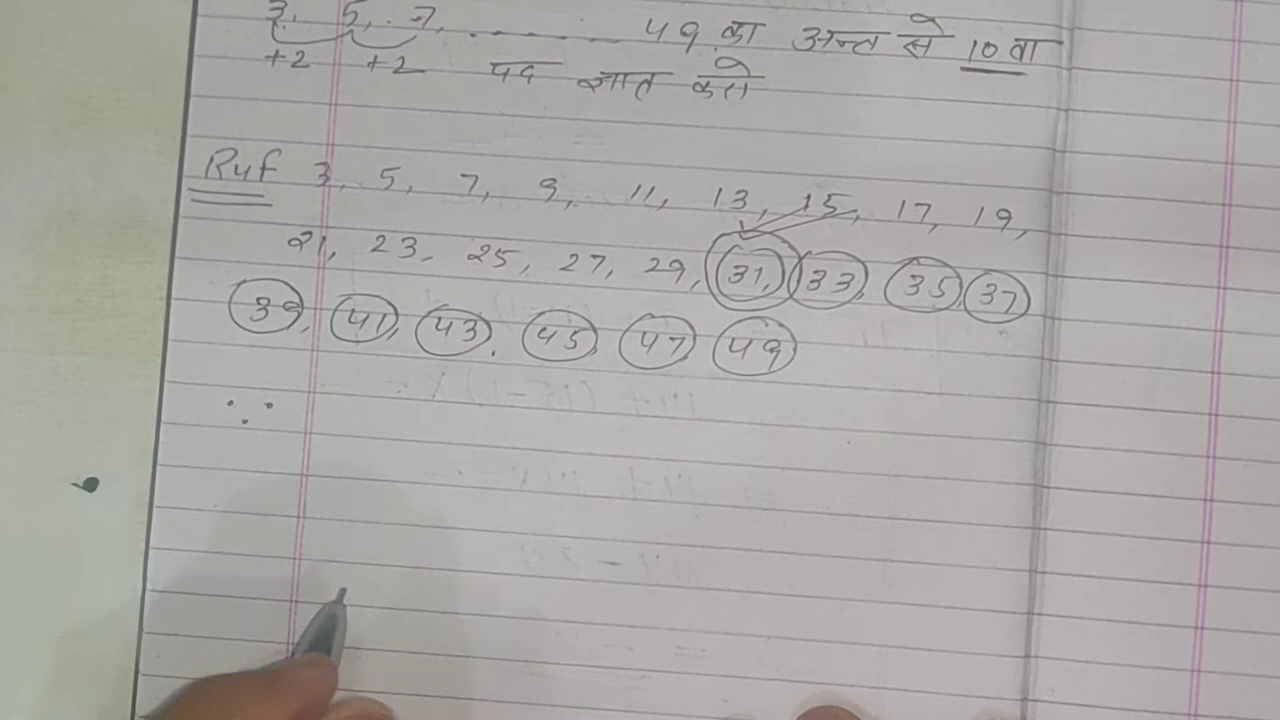 3, 5, 7, ........ 49 का अन्त से 10 वा
+2 +2 पद ज्ञात करो
Ruf 3, 5, 7, 9, 11, 13, 15, 17, 19,
21, 23, 25, 27, 29, 31, 33, 35, 37
39, 41, 43, 45, 47, 49
∵